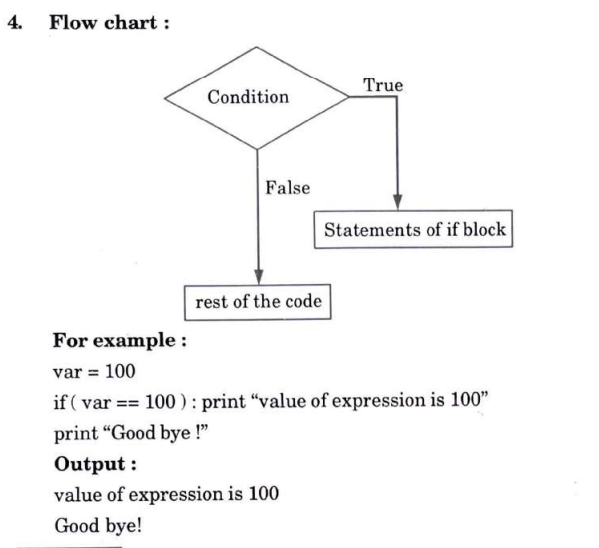 4. Flow chart :
Condition
True
False
Statements of if block
rest of the code
For example :
var = 100
if ( var == 100 ) : print “value of expression is 100”
print “Good bye !”
Output :
value of expression is 100
Good bye!